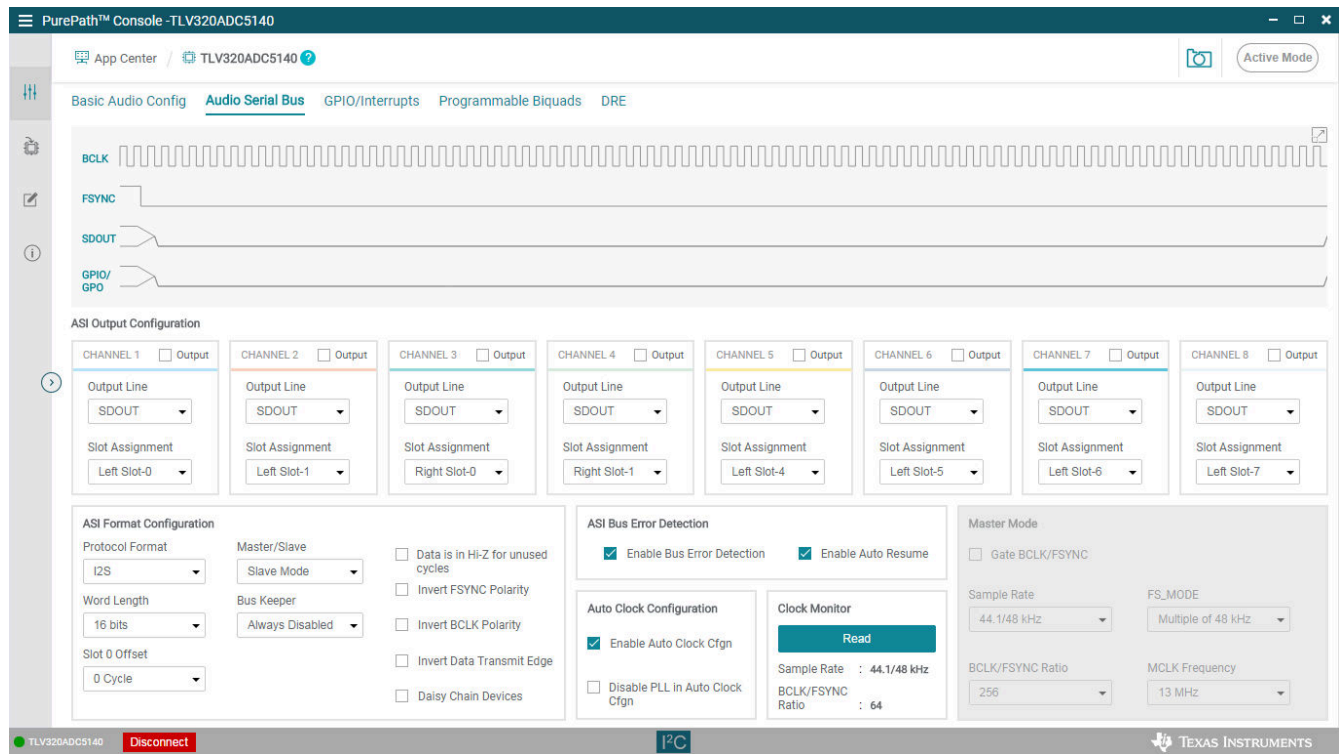 PurePath™ Console -TLV320ADC5140
App Center / TLV320ADC5140 ?
Active Mode
Basic Audio Config Audio Serial Bus GPIO/Interrupts Programmable Biquads DRE
BCLK
FSYNC
SDOUT
GPIO/
GPO
ASI Output Configuration
CHANNEL 1 Output CHANNEL 2 Output CHANNEL 3 Output CHANNEL 4 Output CHANNEL 5 Output CHANNEL 6 Output CHANNEL 7 Output CHANNEL 8 Output
Output Line Output Line Output Line Output Line Output Line Output Line Output Line Output Line
SDOUT SDOUT SDOUT SDOUT SDOUT SDOUT SDOUT SDOUT
Slot Assignment Slot Assignment Slot Assignment Slot Assignment Slot Assignment Slot Assignment Slot Assignment Slot Assignment
Left Slot-0 Left Slot-1 Right Slot-0 Right Slot-1 Left Slot-4 Left Slot-5 Left Slot-6 Left Slot-7
ASI Format Configuration
Protocol Format
I2S
Word Length
16 bits
Slot 0 Offset
0 Cycle
Master/Slave
Slave Mode
Bus Keeper
Always Disabled
Data is in Hi-Z for unused
cycles
Invert FSYNC Polarity
Invert BCLK Polarity
Invert Data Transmit Edge
Daisy Chain Devices
ASI Bus Error Detection
Enable Bus Error Detection Enable Auto Resume
Auto Clock Configuration
Enable Auto Clock Cfgn
Disable PLL in Auto Clock
Cfgn
Clock Monitor
Read
Sample Rate : 44.1/48 kHz
BCLK/FSYNC
Ratio : 64
Master Mode
Gate BCLK/FSYNC
Sample Rate FS_MODE
44.1/48 kHz Multiple of 48 kHz
BCLK/FSYNC Ratio MCLK Frequency
256 13 MHz
TLV320ADC5140 Disconnect I²C TEXAS INSTRUMENTS